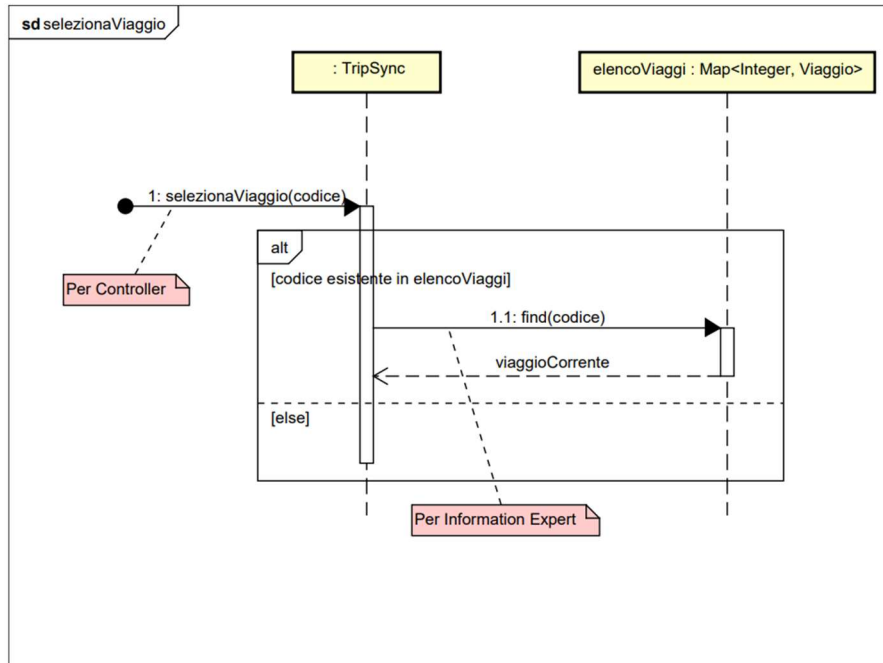 sd selezionaViaggio
: TripSync
elencoViaggi : Map<Integer, Viaggio>
1: selezionaViaggio(codice)
alt
[codice esistente in elencoViaggi]
Per Controller
1.1: find(codice)
viaggioCorrente
[else]
Per Information Expert